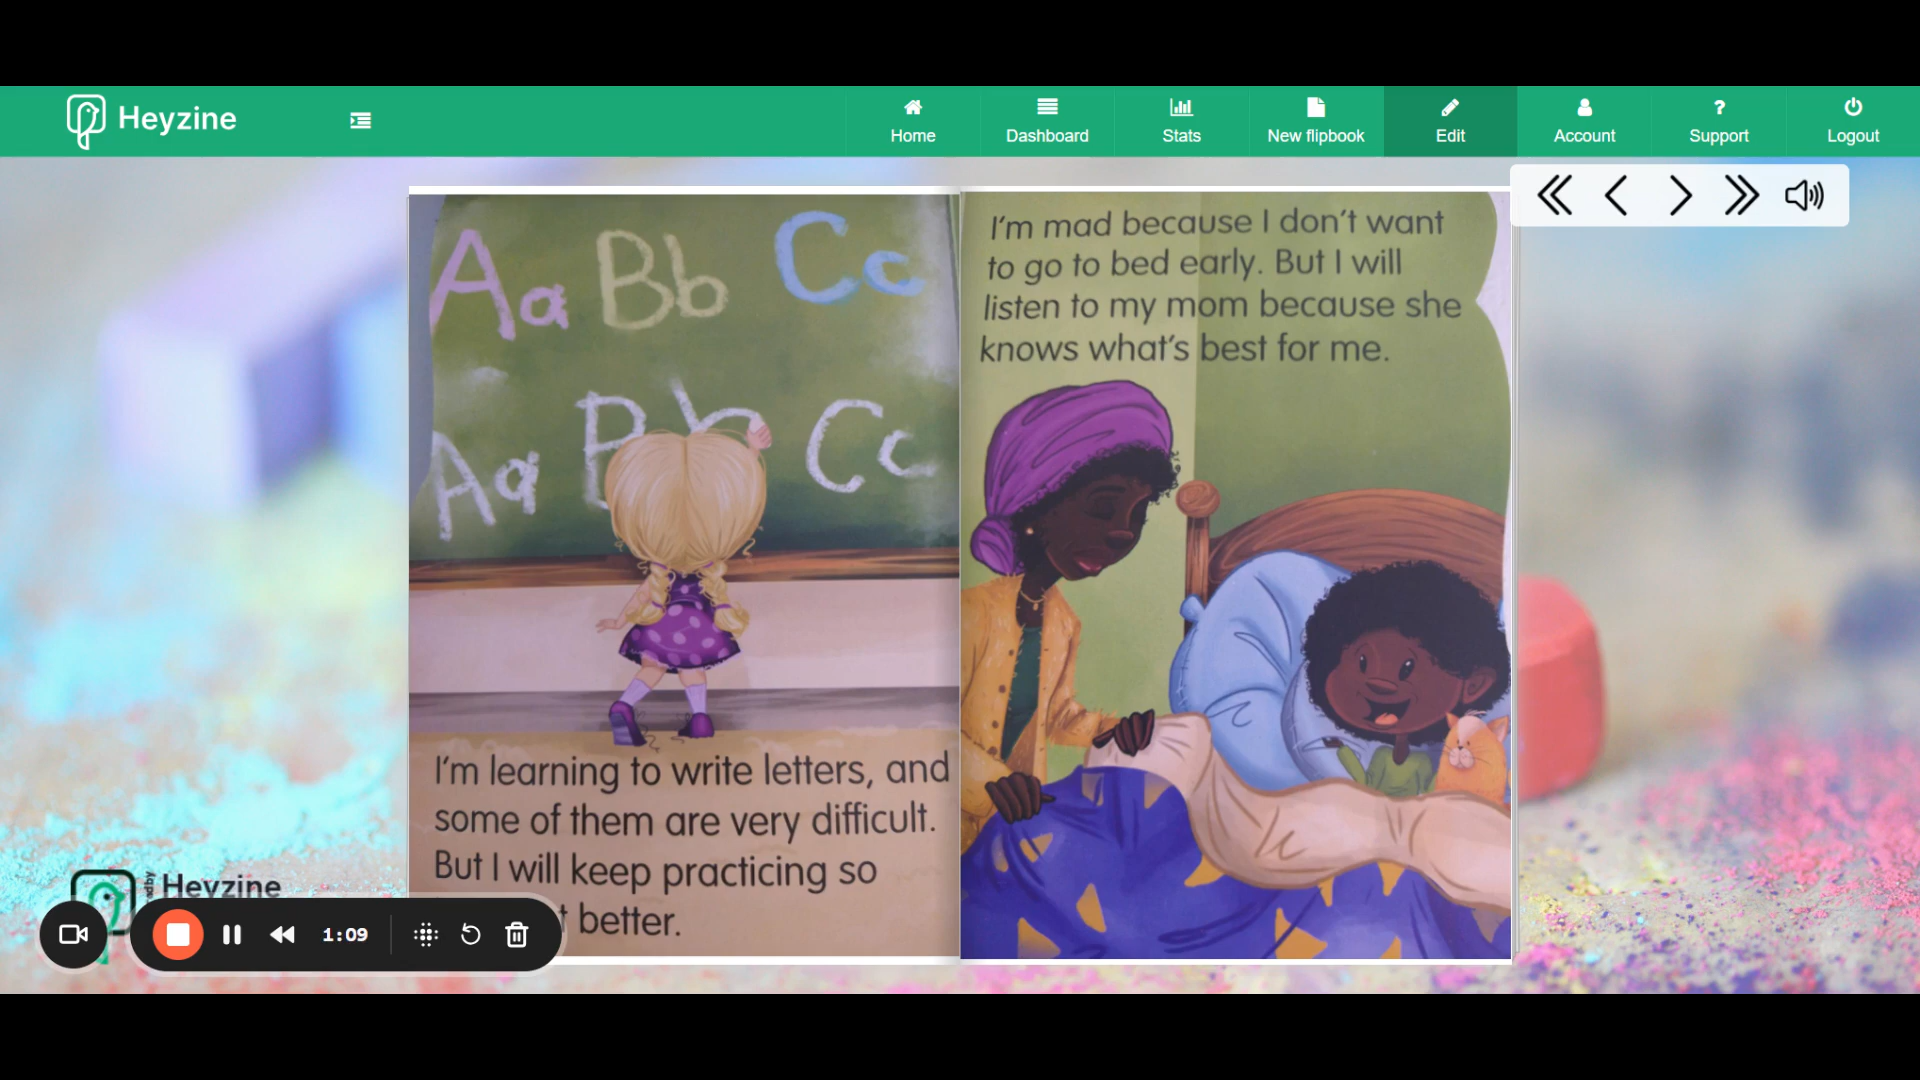 Heyzine
Home
Dashboard
Stats
New flipbook
Edit
Account
Support
Logout
Aa Bb Cc
Aa Bb Cc
I'm learning to write letters, and
some of them are very difficult.
But I will keep practicing so
better.
I'm mad because I don't want
to go to bed early. But I will
listen to my mom because she
knows what's best for me.
Heyzine
1:09